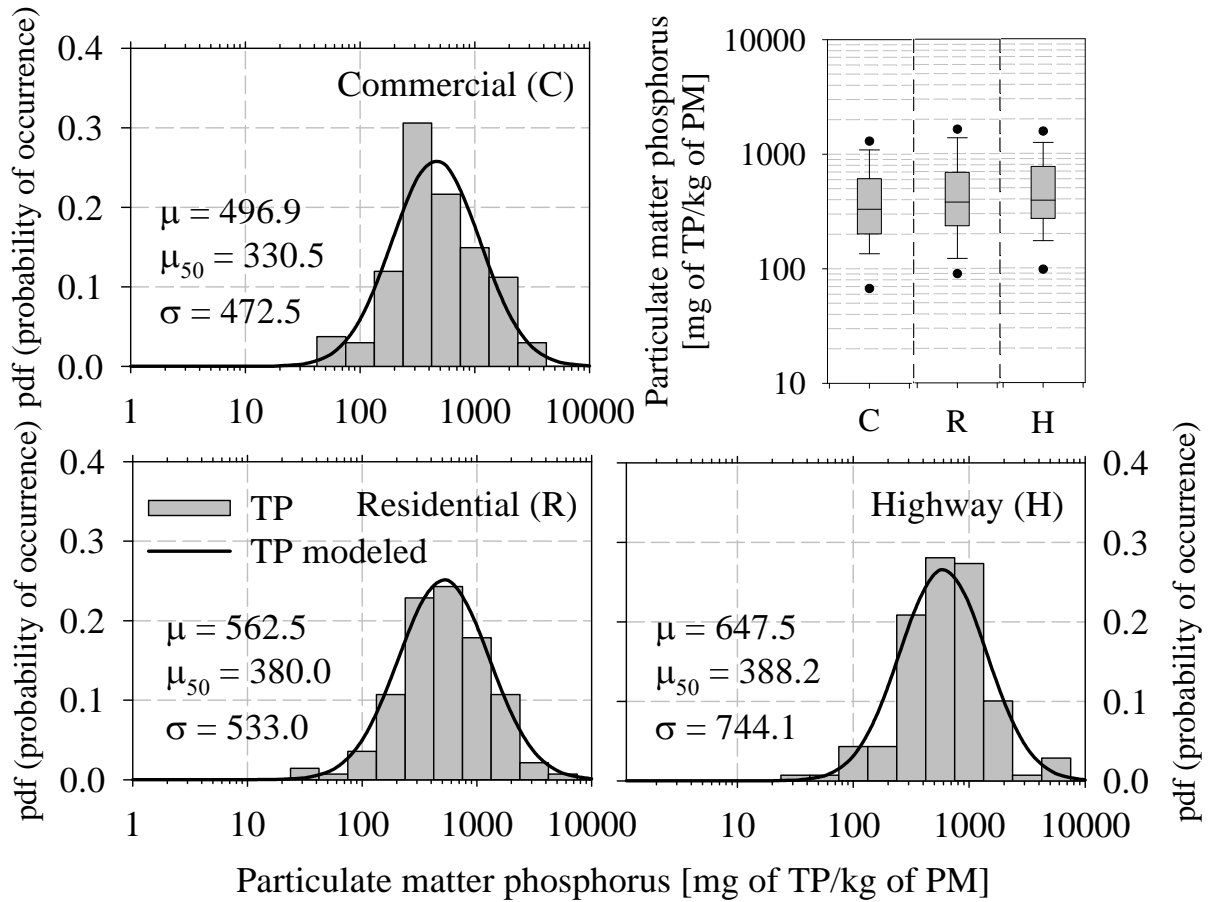 pdf (probability of occurrence)
0.4
0.3
0.2
0.1
0.0
Commercial (C)
μ = 496.9
μ50 = 330.5
σ = 472.5
1 10 100 1000 10000
Particulate matter phosphorus
[mg of TP/kg of PM]
10000
1000
100
10
C R H
pdf (probability of occurrence)
0.4
0.3
0.2
0.1
0.0
TP
TP modeled
Residential (R)
μ = 562.5
μ50 = 380.0
σ = 533.0
1 10 100 1000 10000
Highway (H)
μ = 647.5
μ50 = 388.2
σ = 744.1
10 100 1000 10000
0.4
0.3
0.2
0.1
0.0
pdf (probability of occurrence)
Particulate matter phosphorus [mg of TP/kg of PM]